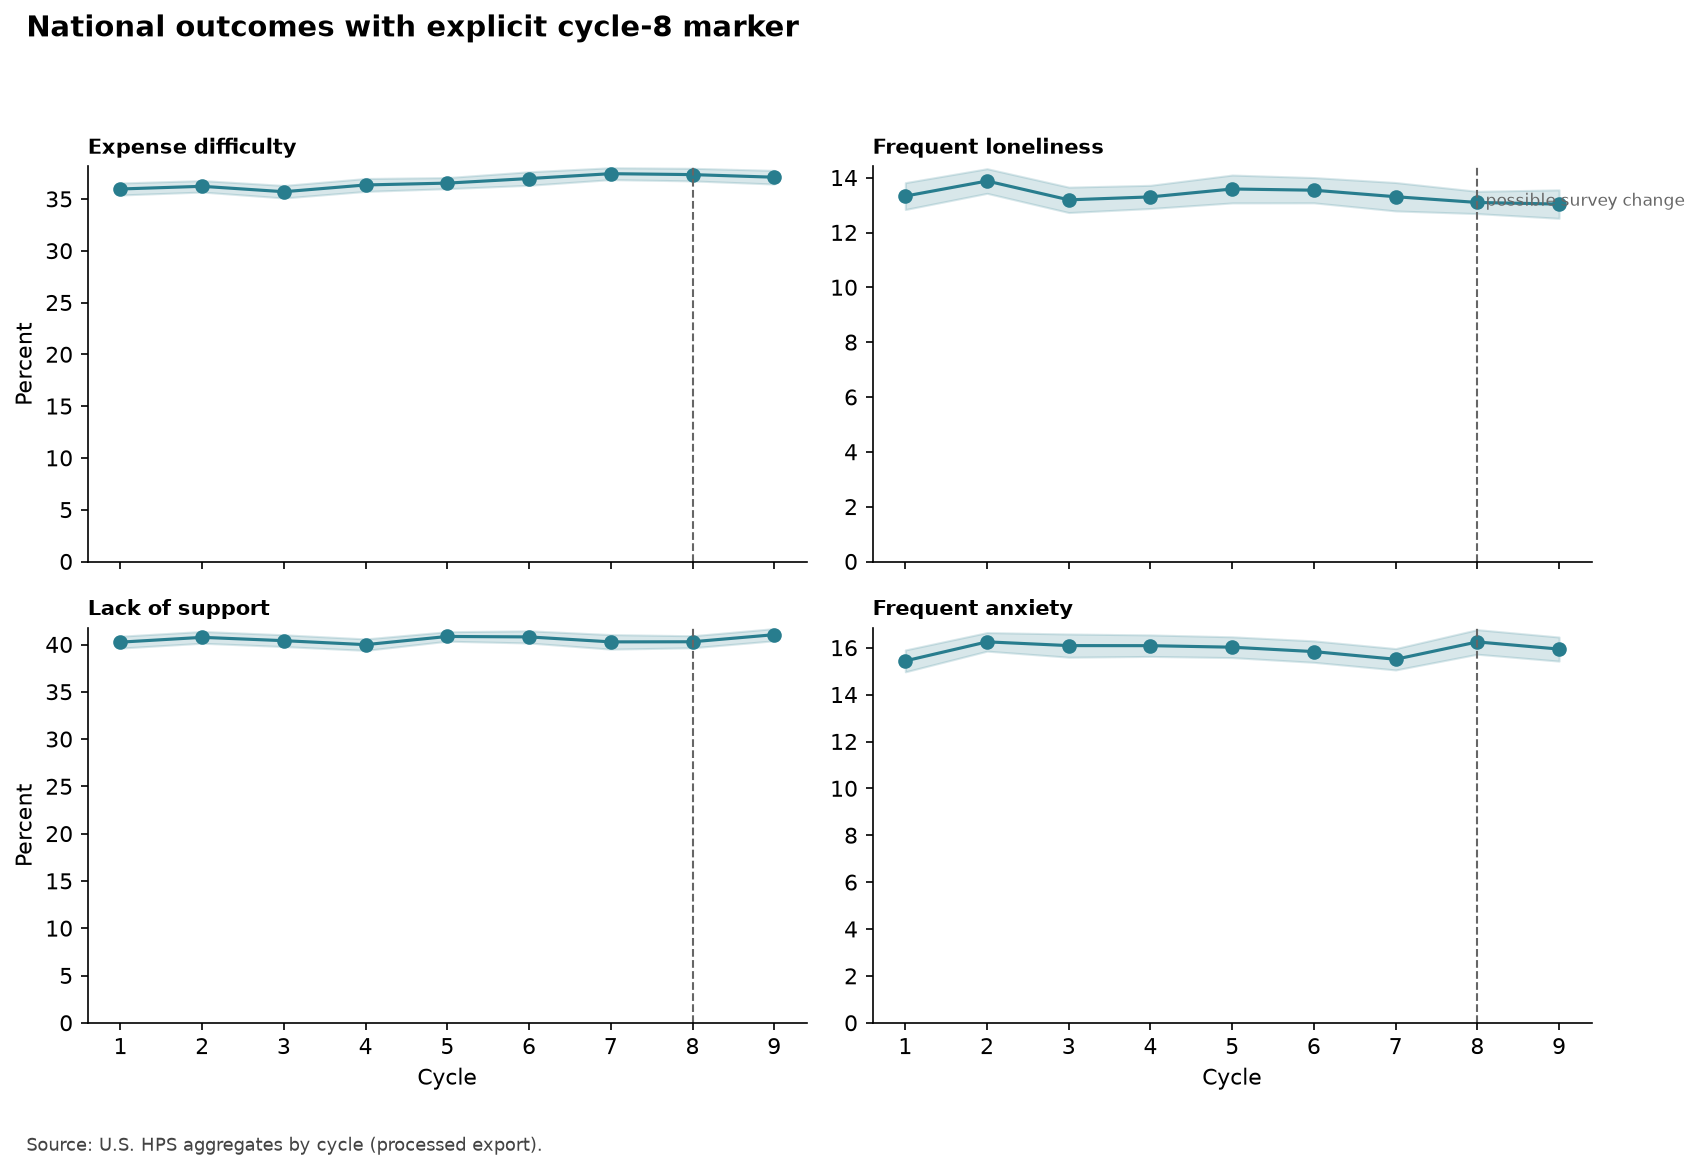 National outcomes with explicit cycle-8 marker
Expense difficulty
Percent
35
30
25
20
15
10
5
0
Frequent loneliness
14
12
10
8
6
4
2
0
possible survey change
Lack of support
Percent
40
35
30
25
20
15
10
5
0
1 2 3 4 5 6 7 8 9
Cycle
Frequent anxiety
16
14
12
10
8
6
4
2
0
1 2 3 4 5 6 7 8 9
Cycle
Source: U.S. HPS aggregates by cycle (processed export).